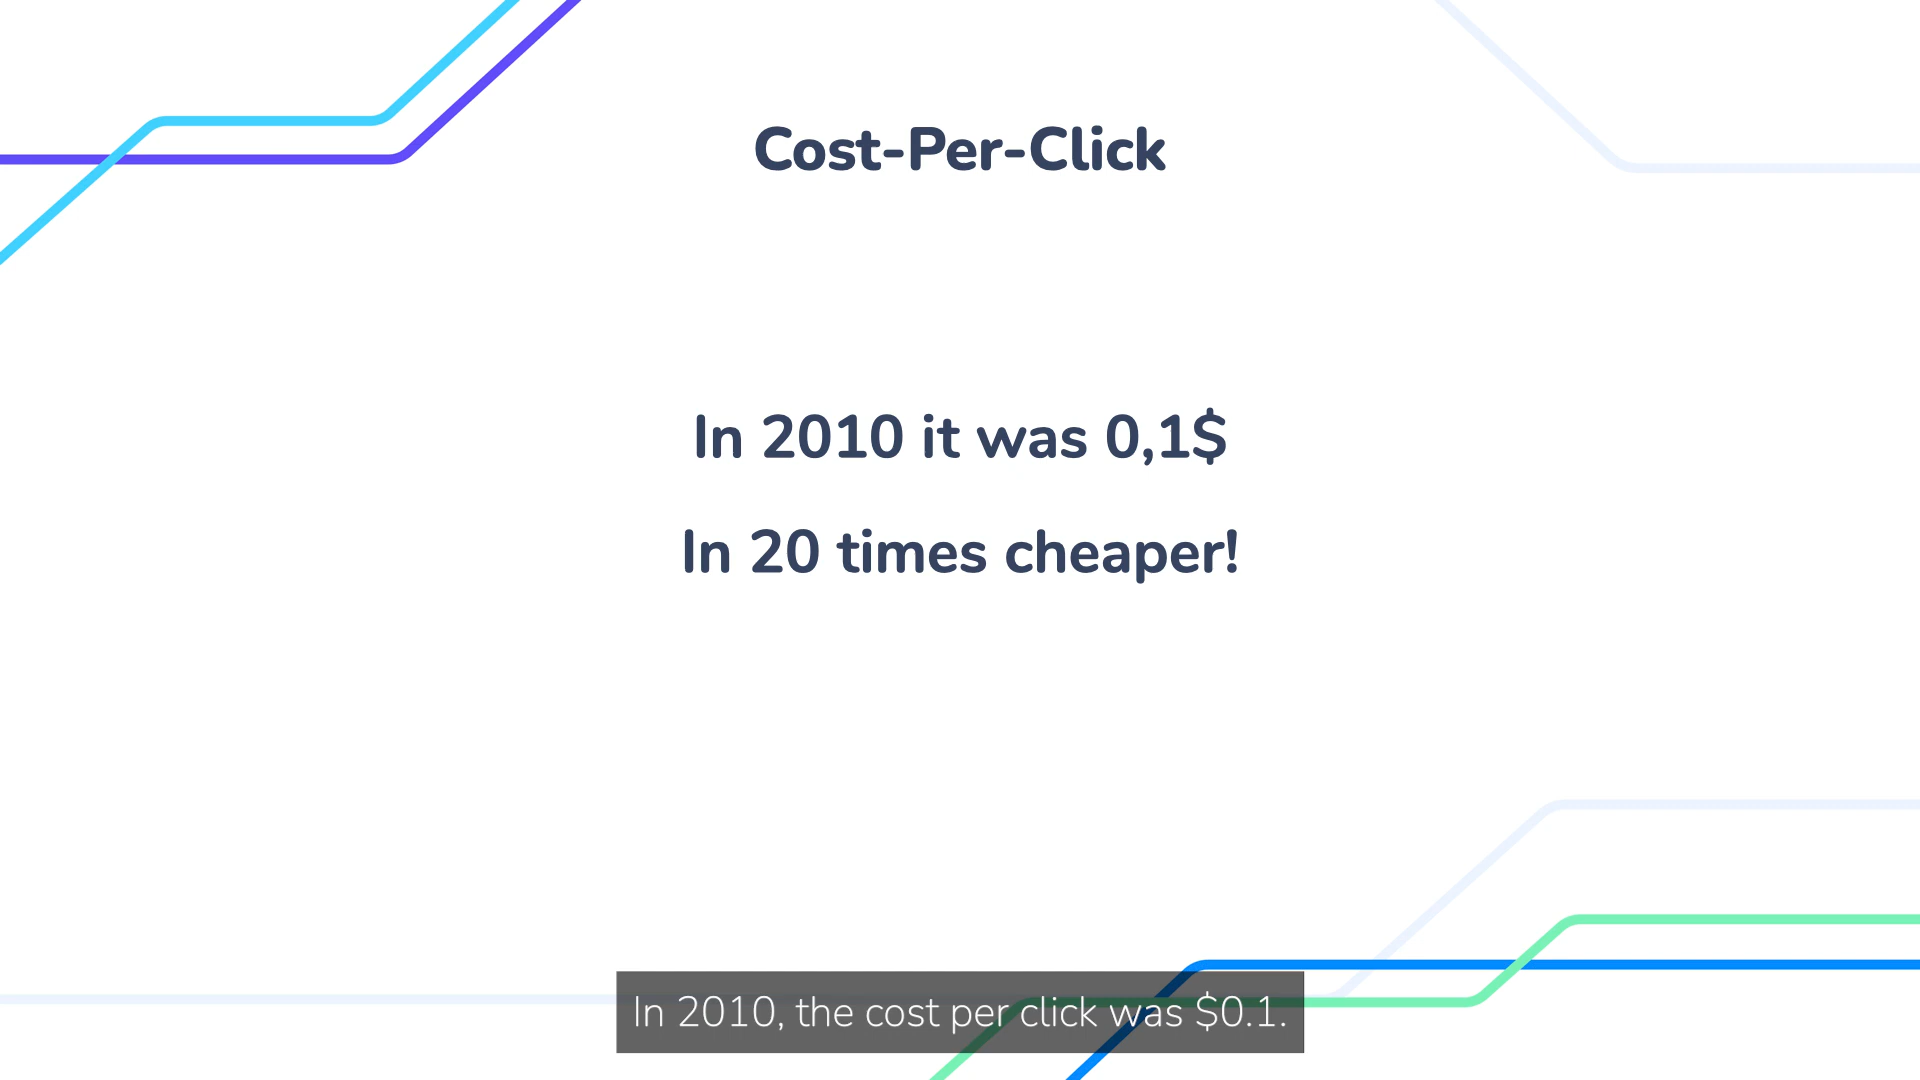 Cost-Per-Click
In 2010 it was 0,1$
In 20 times cheaper!
In 2010, the cost per click was $0.1.